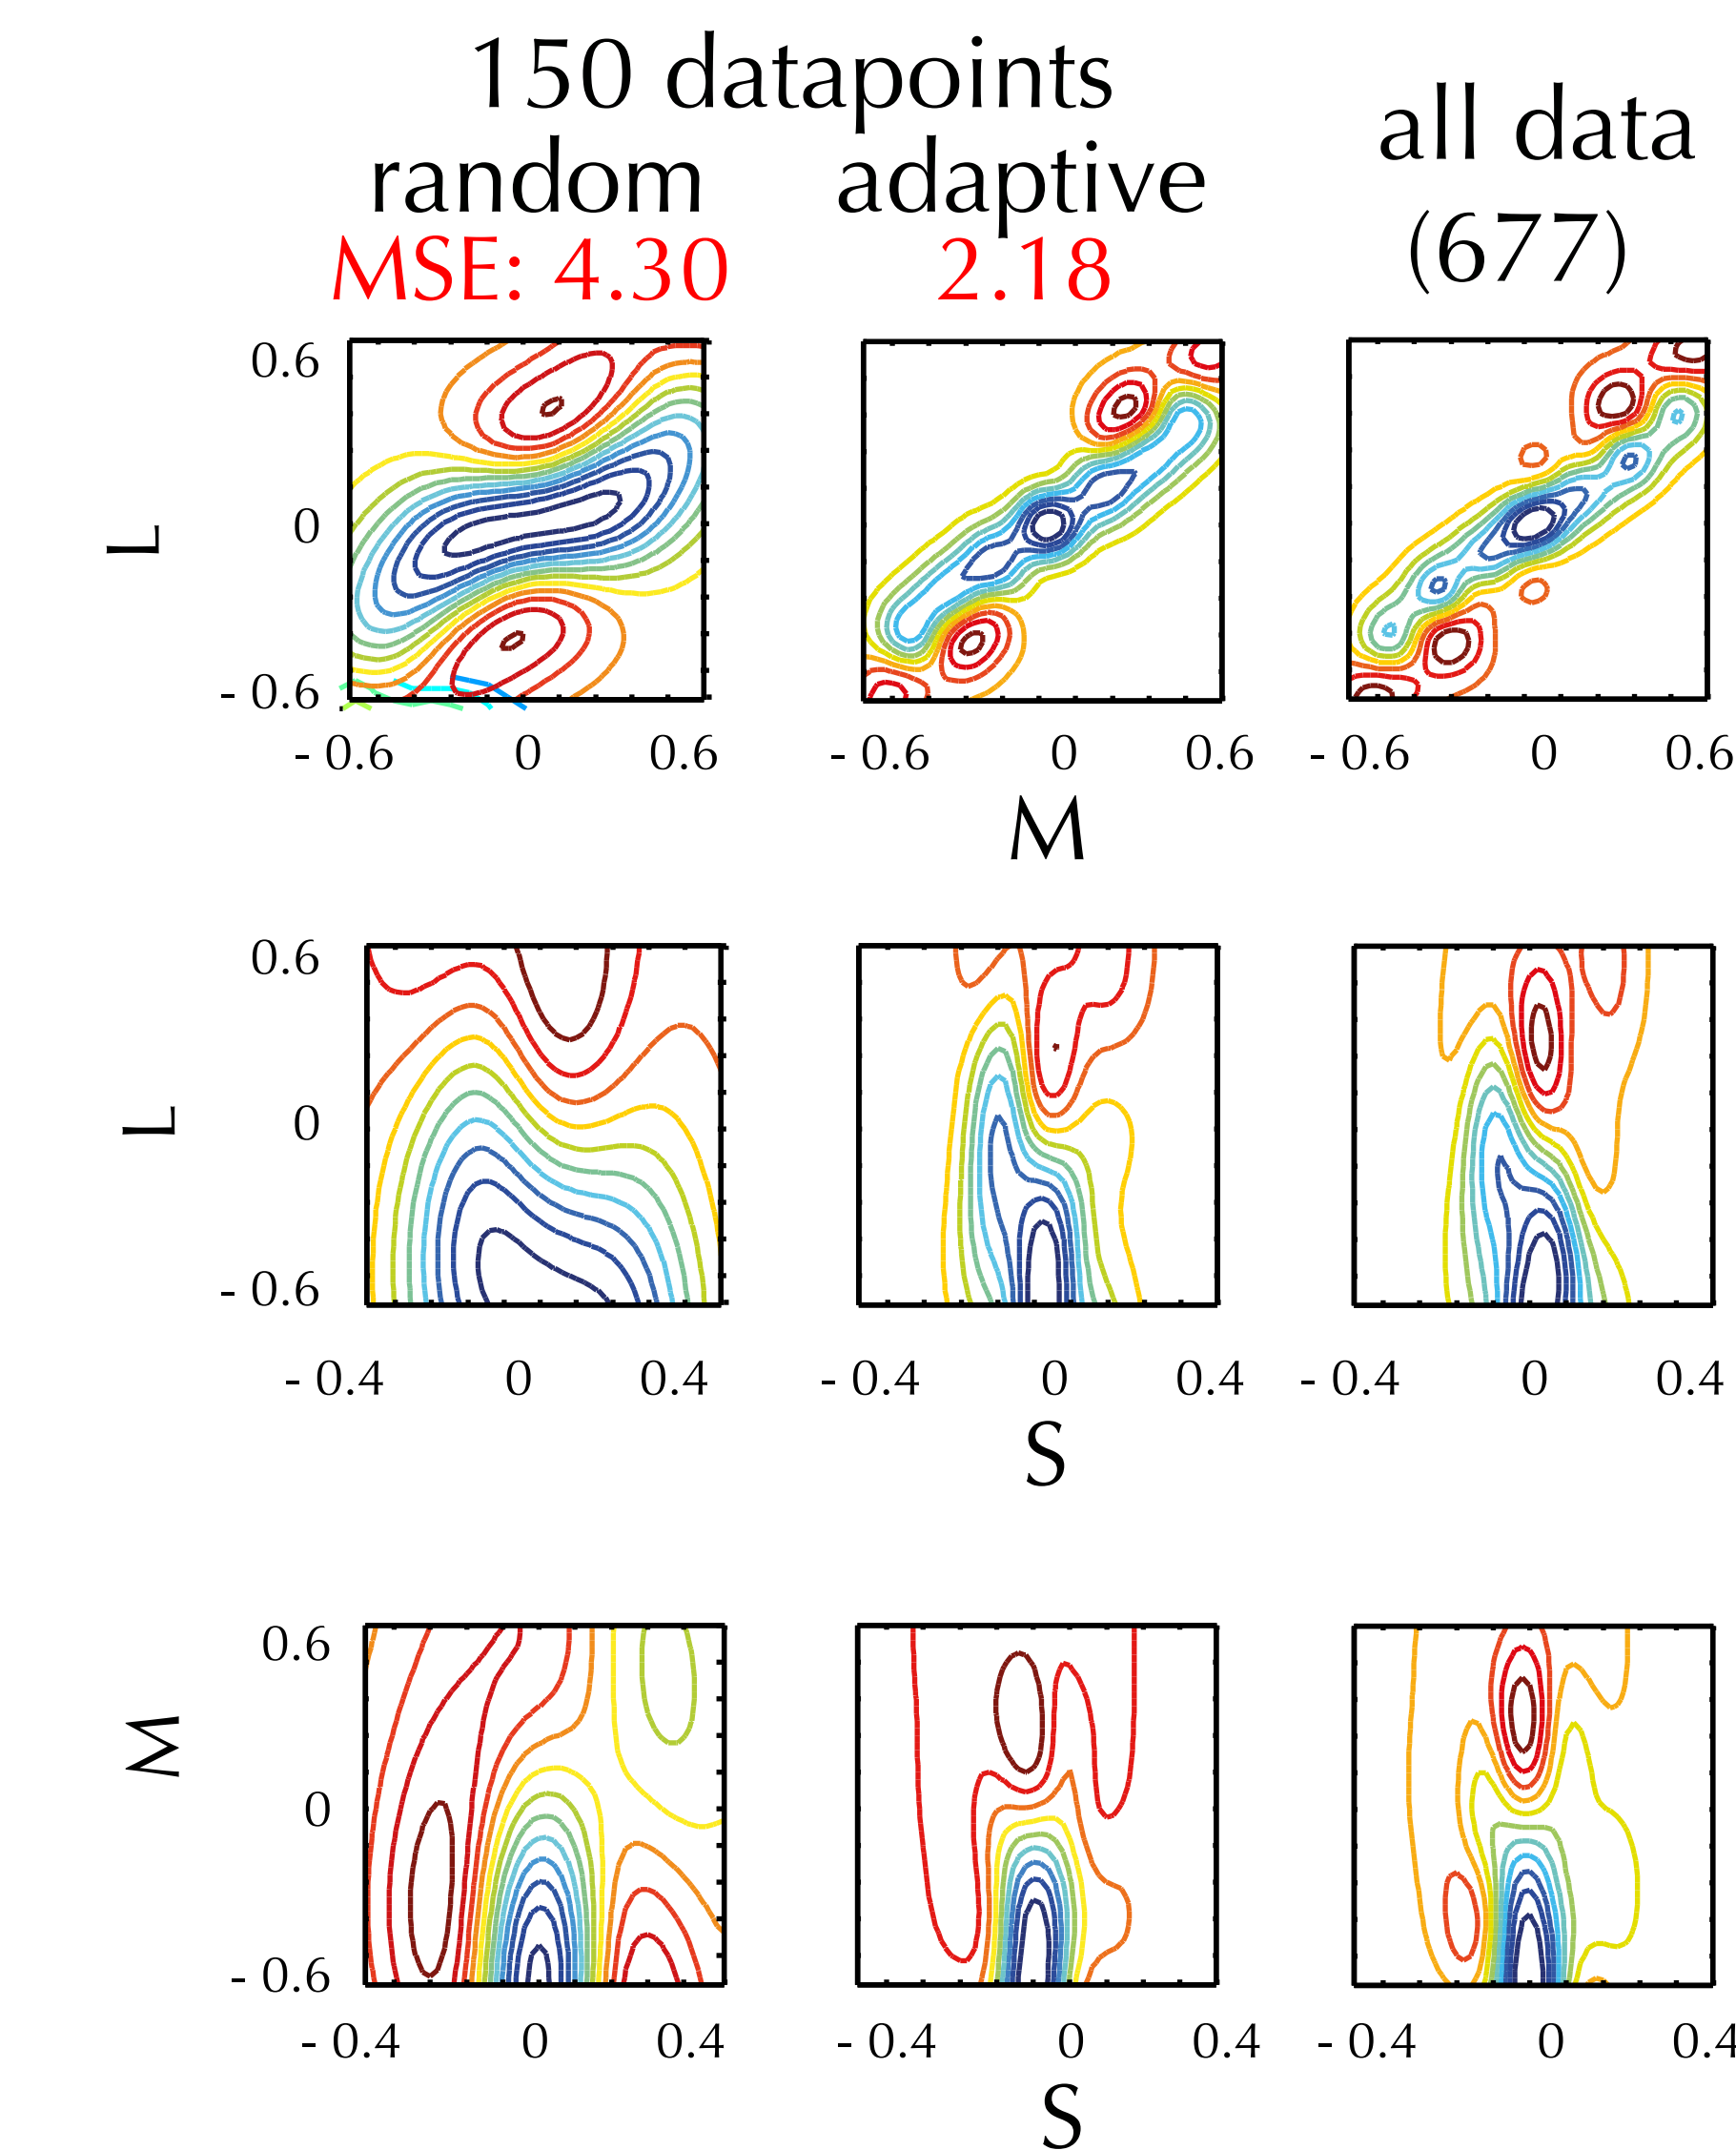 150 datapoints
random adaptive all data
MSE: 4.30 2.18 (677)
0.6
L 0
- 0.6
- 0.6 0 0.6 - 0.6 0 0.6 - 0.6 0 0.6
M
0.6
L 0
- 0.6
- 0.4 0 0.4 - 0.4 0 0.4 - 0.4 0 0.4
S
0.6
M 0
- 0.6
- 0.4 0 0.4 - 0.4 0 0.4 - 0.4 0 0.4
S